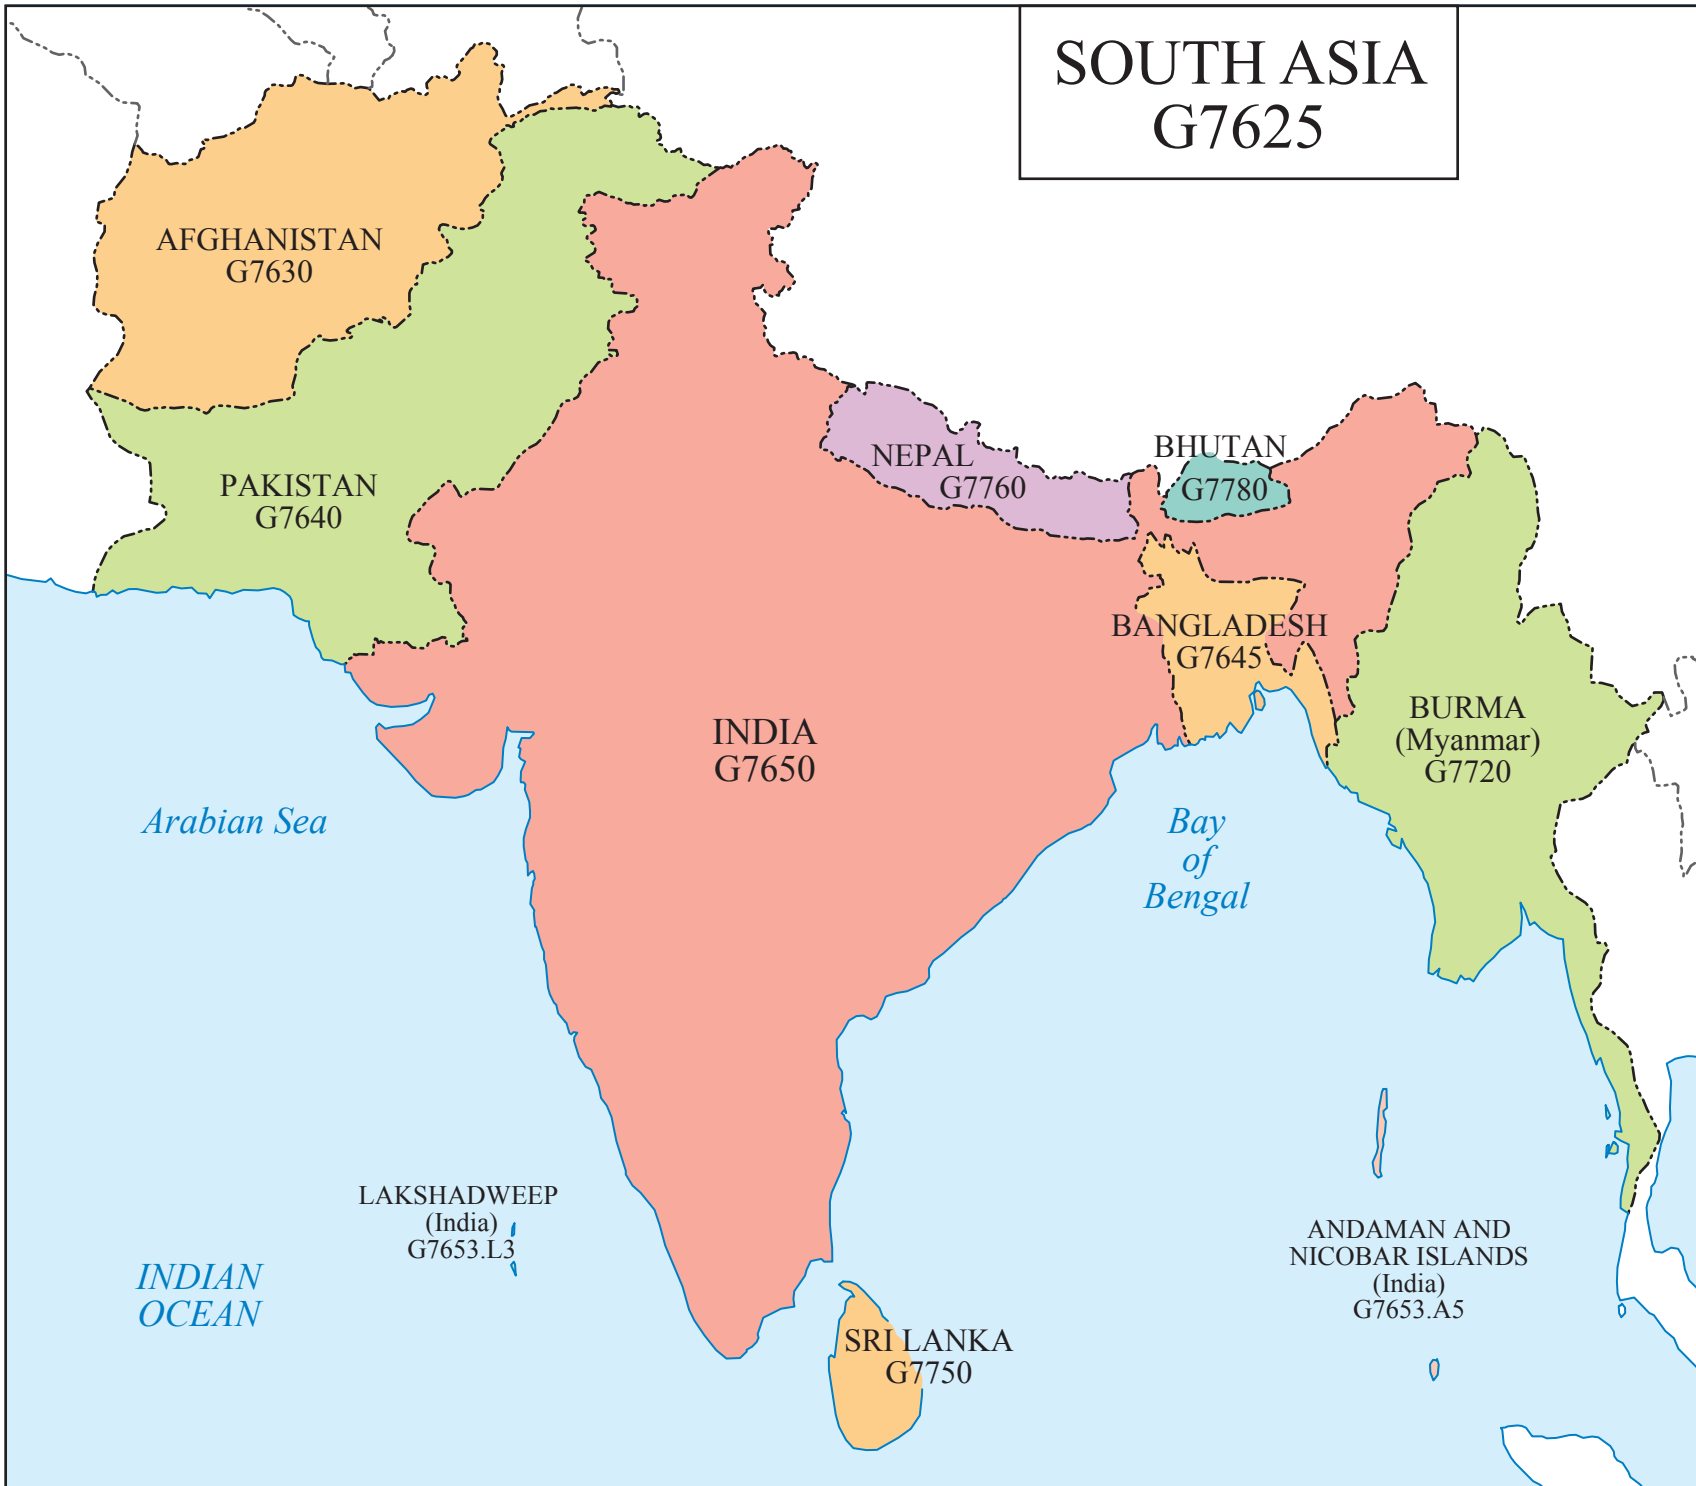 SOUTH ASIA
G7625
AFGHANISTAN
G7630
PAKISTAN
G7640
NEPAL
G7760
BHUTAN
G7780
BANGLADESH
G7645
INDIA
G7650
BURMA
(Myanmar)
G7720
Arabian Sea
Bay
of
Bengal
LAKSHADWEEP
(India)
G7653.L3
ANDAMAN AND
NICOBAR ISLANDS
(India)
G7653.A5
INDIAN
OCEAN
SRI LANKA
G7750